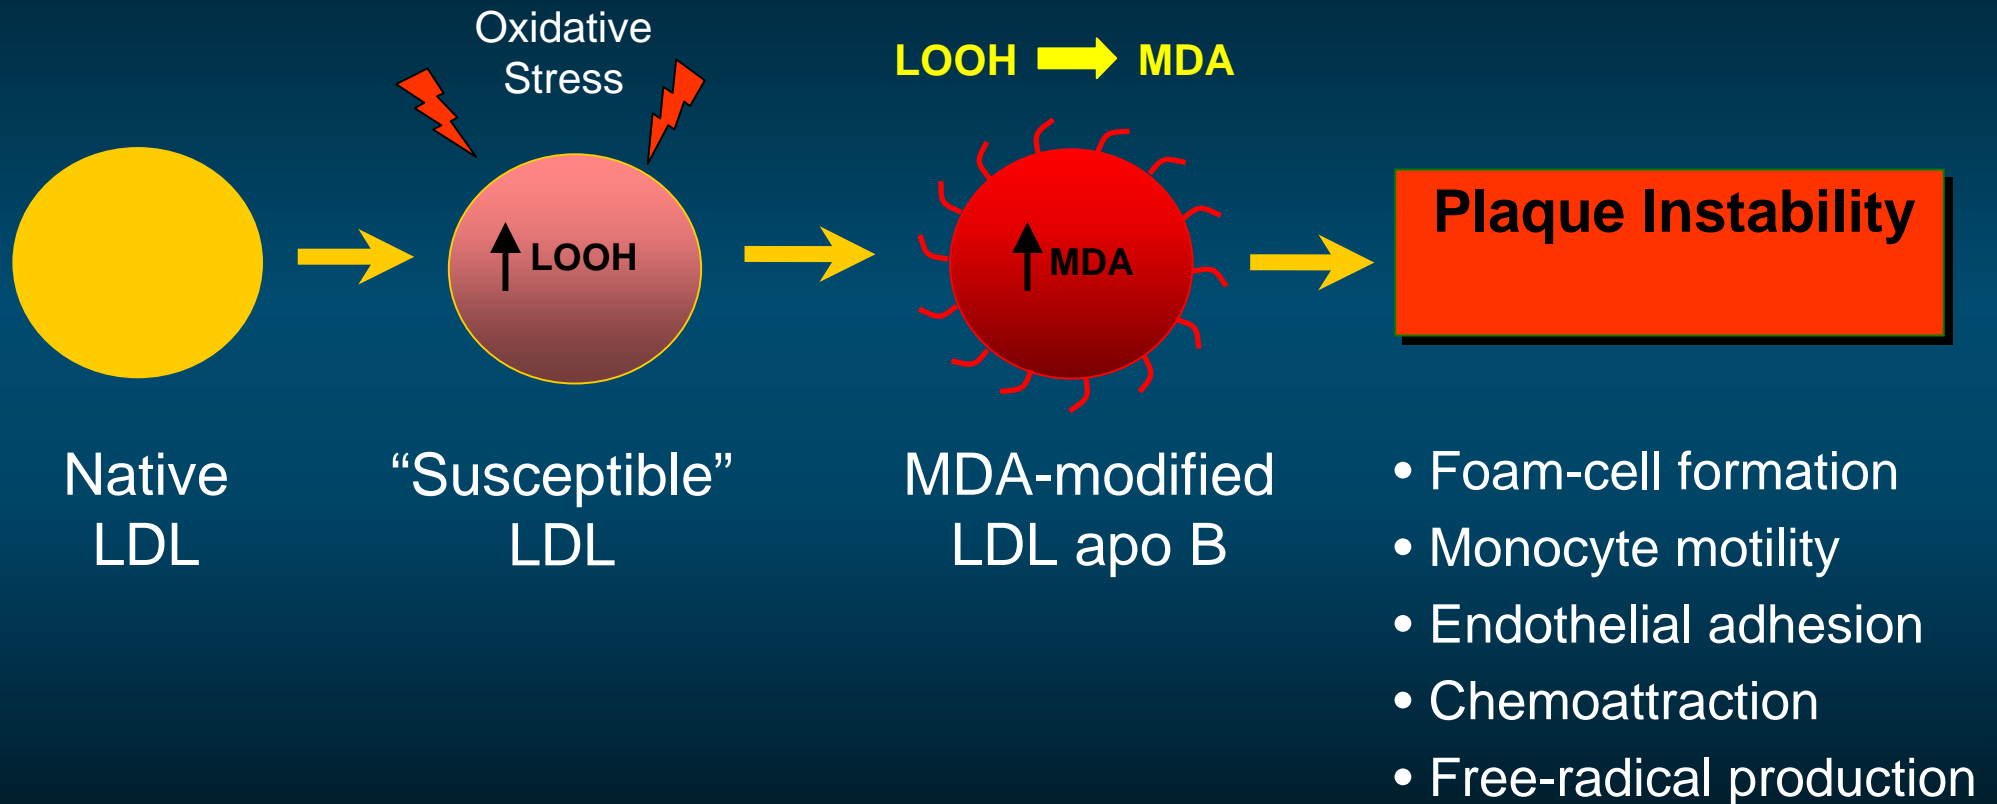 Oxidative
Stress
LOOH MDA
LOOH
MDA
Plaque Instability
Native
LDL
“Susceptible”
LDL
MDA-modified
LDL apo B
• Foam-cell formation
• Monocyte motility
• Endothelial adhesion
• Chemoattraction
• Free-radical production